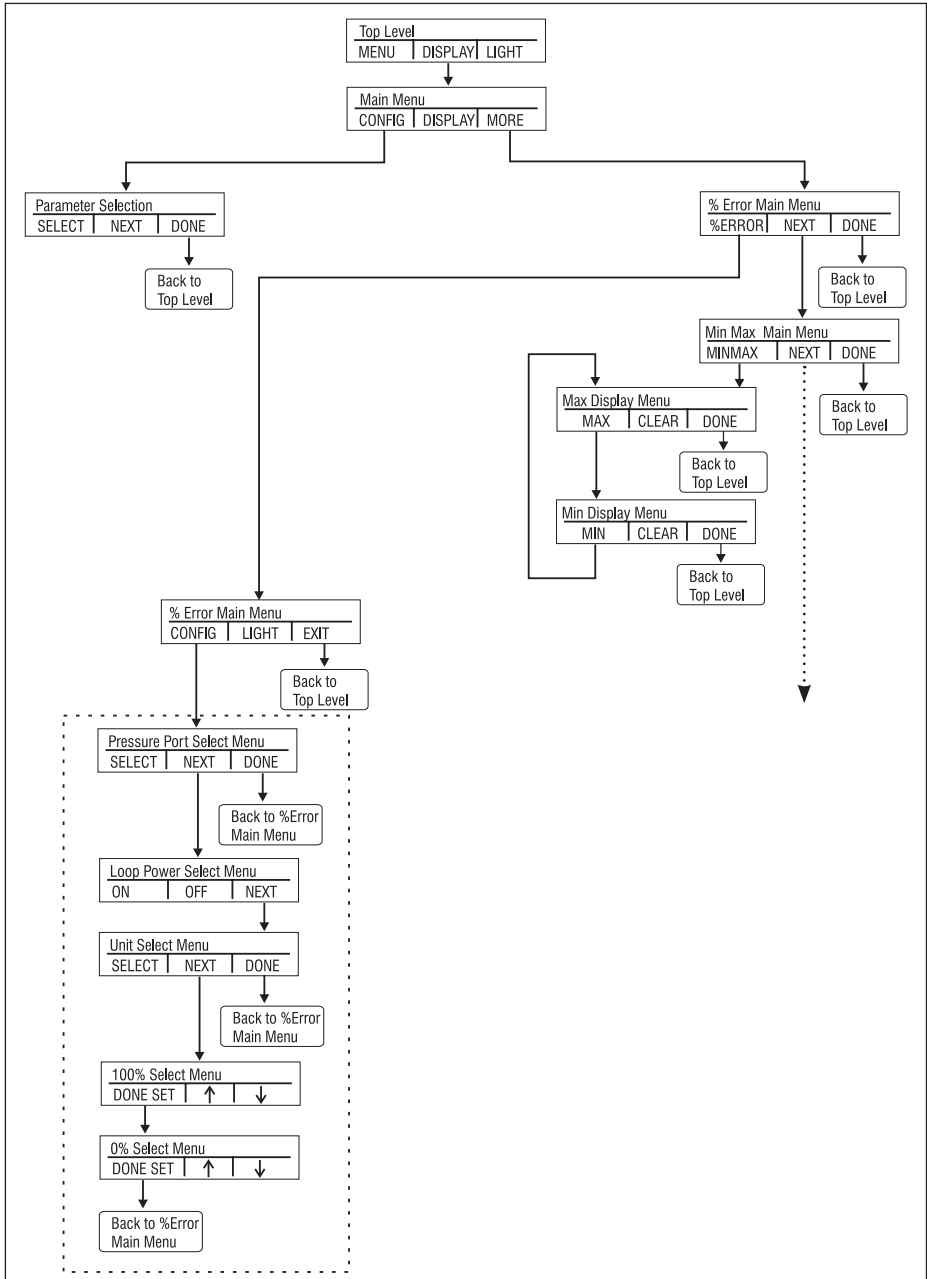 Top Level
MENU DISPLAY LIGHT
Main Menu
CONFIG DISPLAY MORE
Parameter Selection
SELECT NEXT DONE
Back to
Top Level
% Error Main Menu
%ERROR NEXT DONE
Back to
Top Level
Min Max Main Menu
MINMAX NEXT DONE
Back to
Top Level
Max Display Menu
MAX CLEAR DONE
Back to
Top Level
Min Display Menu
MIN CLEAR DONE
Back to
Top Level
% Error Main Menu
CONFIG LIGHT EXIT
Back to
Top Level
Pressure Port Select Menu
SELECT NEXT DONE
Back to %Error
Main Menu
Loop Power Select Menu
ON OFF NEXT
Unit Select Menu
SELECT NEXT DONE
Back to %Error
Main Menu
100% Select Menu
DONE SET ↑ ↓
0% Select Menu
DONE SET ↑ ↓
Back to %Error
Main Menu